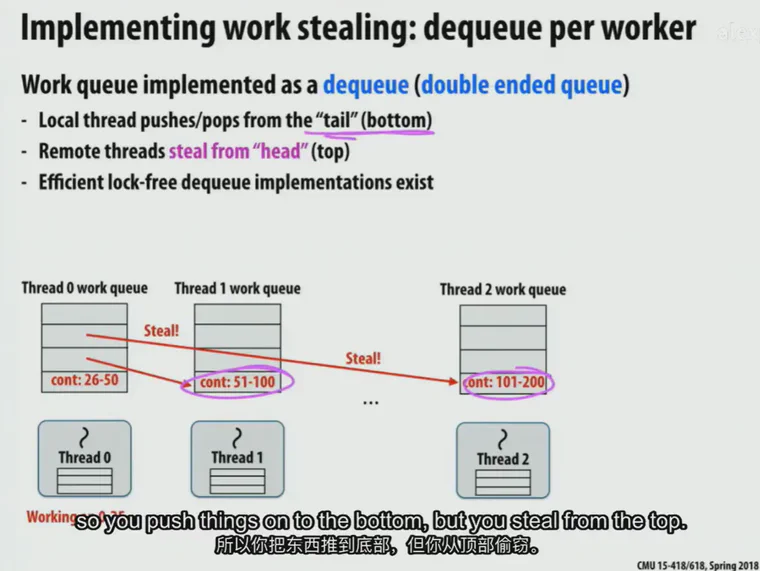 Implementing work stealing: dequeue per worker
Work queue implemented as a dequeue (double ended queue)
- Local thread pushes/pops from the “tail” (bottom)
- Remote threads steal from “head” (top)
- Efficient lock-free dequeue implementations exist
Thread 0 work queue
Thread 1 work queue
Thread 2 work queue
Steal!
Steal!
cont: 26-50
cont: 51-100
cont: 101-200
...
Thread 0
Thread 1
Thread 2
Working
so you push things on to the bottom, but you steal from the top.
所以你把东西推到底部，但你从顶部偷窃。
CMU 15-418/618, Spring 2018